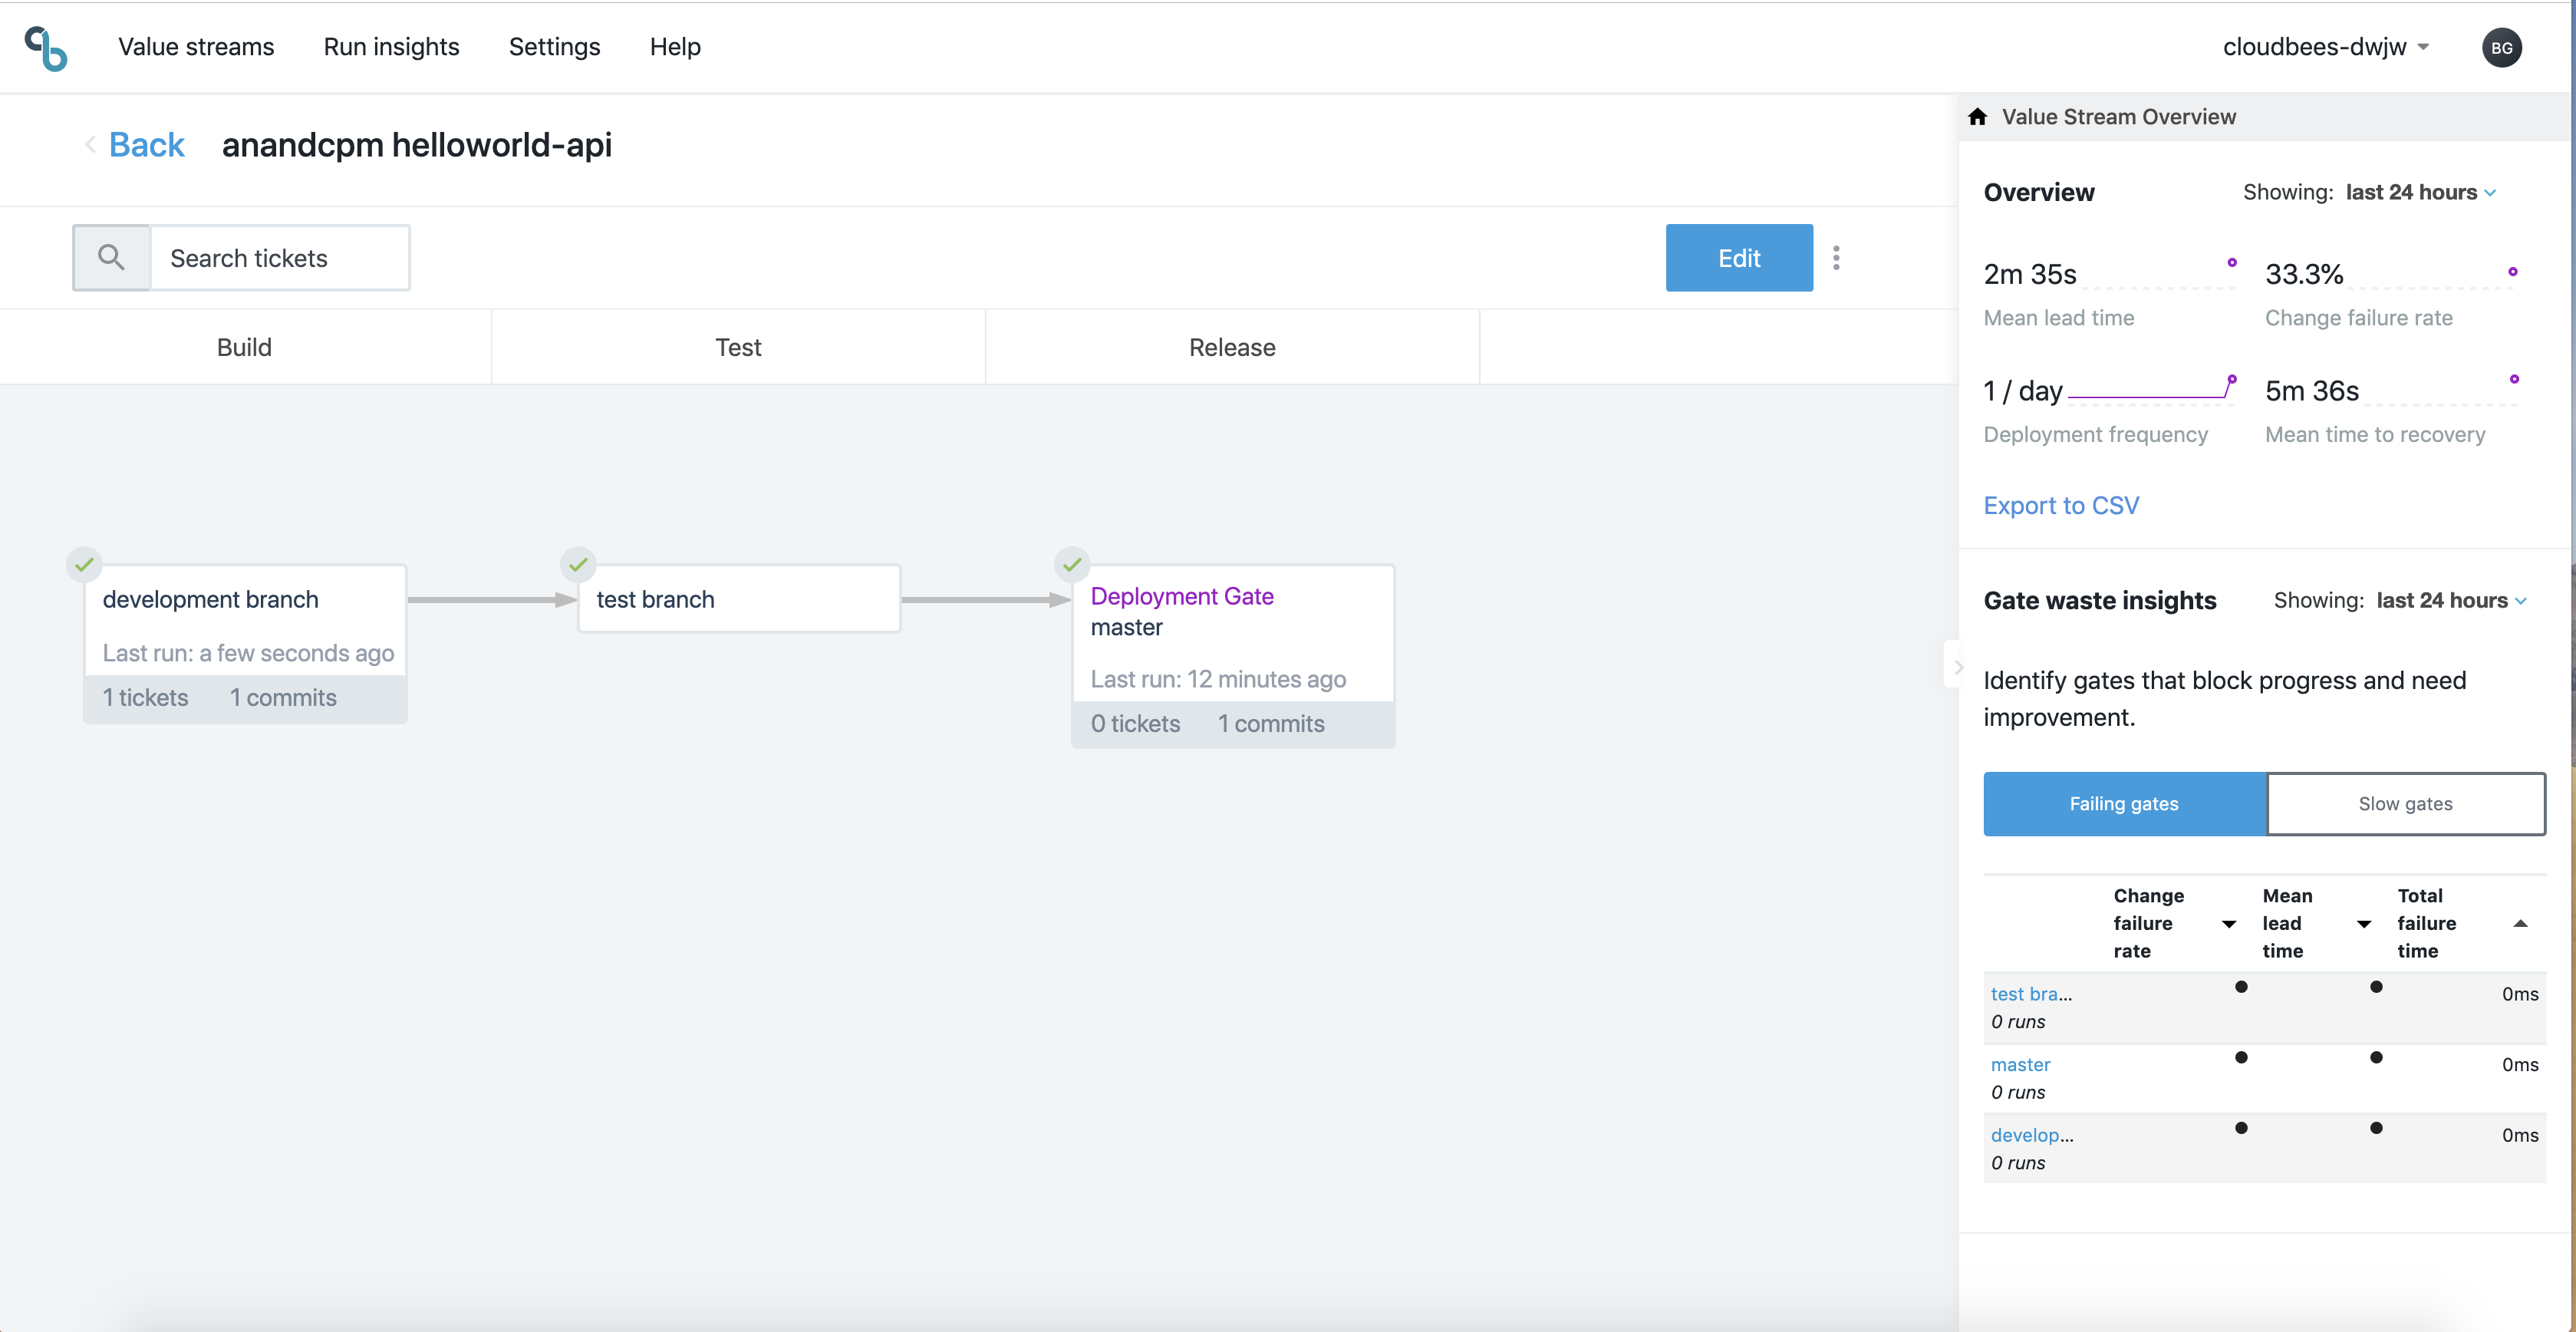 Value streams Run insights Settings Help cloudbees-dwjw BG
Back anandcpm helloworld-api
Search tickets Edit
Build Test Release
development branch
Last run: a few seconds ago
1 tickets 1 commits
test branch
Deployment Gate
master
Last run: 12 minutes ago
0 tickets 1 commits
Value Stream Overview
Overview Showing: last 24 hours
2m 35s 33.3%
Mean lead time Change failure rate
1 / day 5m 36s
Deployment frequency Mean time to recovery
Export to CSV
Gate waste insights Showing: last 24 hours
Identify gates that block progress and need
improvement.
Failing gates Slow gates
Change Mean Total
failure lead failure
rate time time
test bra... 0ms
0 runs
master 0ms
0 runs
develop... 0ms
0 runs